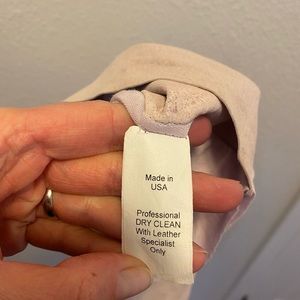 Made in
USA
Professional
DRY CLEAN
With Leather
Specialist
Only